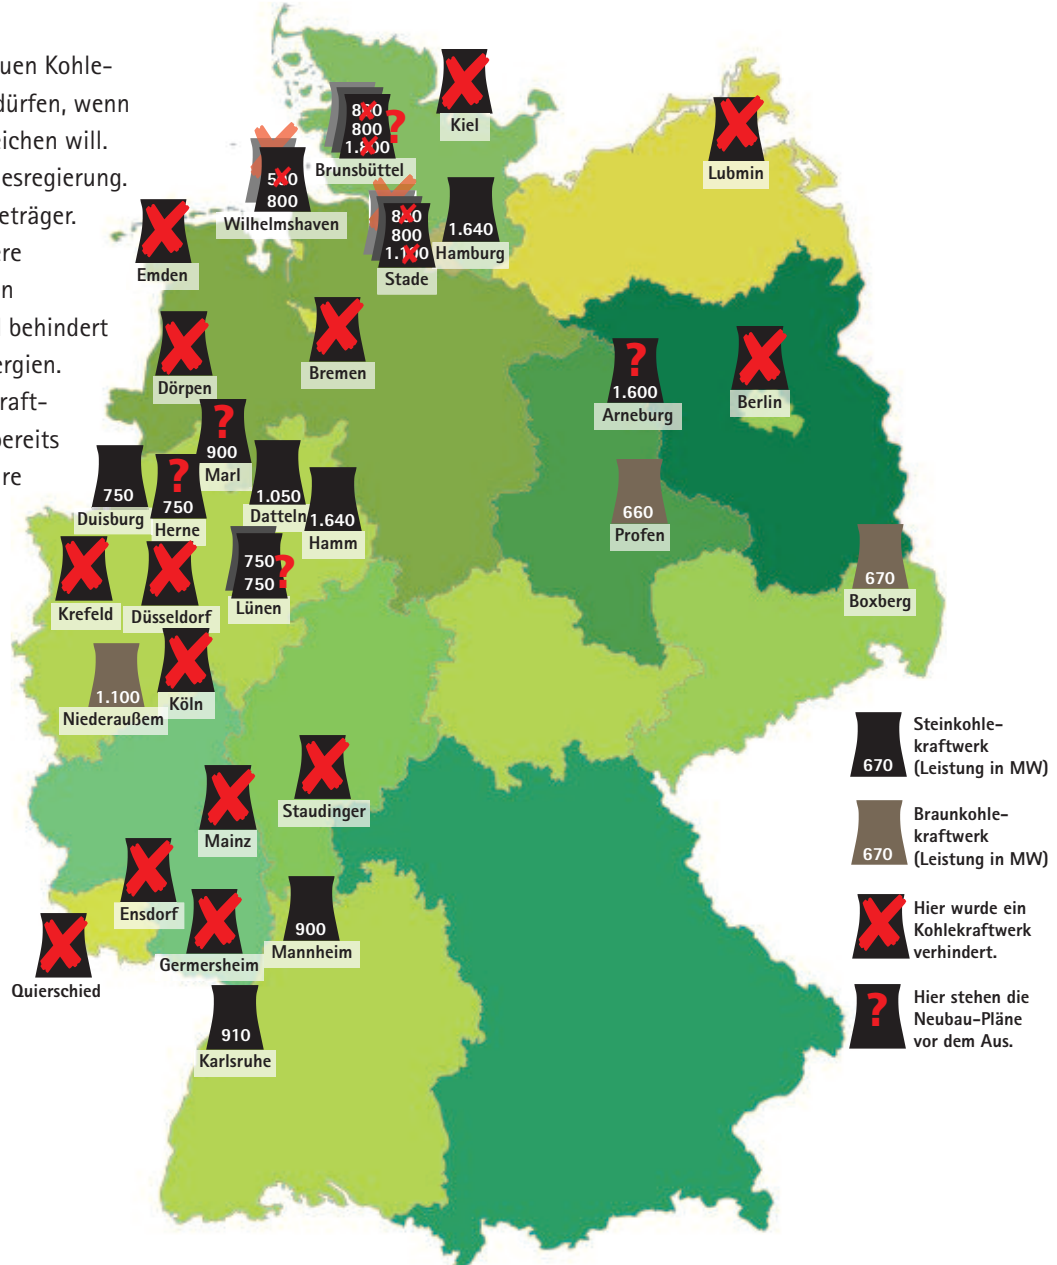 uen Kohle-
dürfen, wenn
eichen will.
esregierung.
eträger.
ere
n
l behindert
ergien.
raft-
bereits
re
Kiel
800
1.800
Brunsbüttel
?
Lubmin
800
Wilhelmshaven
800
Stade
1.640
Hamburg
Emden
Bremen
Dörpen
?
1.600
Arneburg
Berlin
?
900
Marl
750
Duisburg
?
750
Herne
1.050
Datteln
1.640
Hamm
660
Profen
Krefeld
Düsseldorf
750
750
?
Lünen
670
Boxberg
1.100
Niederaußem
Köln
Staudinger
Mainz
Ensdorf
Germersheim
900
Mannheim
Quierschied
910
Karlsruhe
670
Steinkohle-
kraftwerk
(Leistung in MW)
670
Braunkohle-
kraftwerk
(Leistung in MW)
Hier wurde ein
Kohlekraftwerk
verhindert.
?
Hier stehen die
Neubau-Pläne
vor dem Aus.